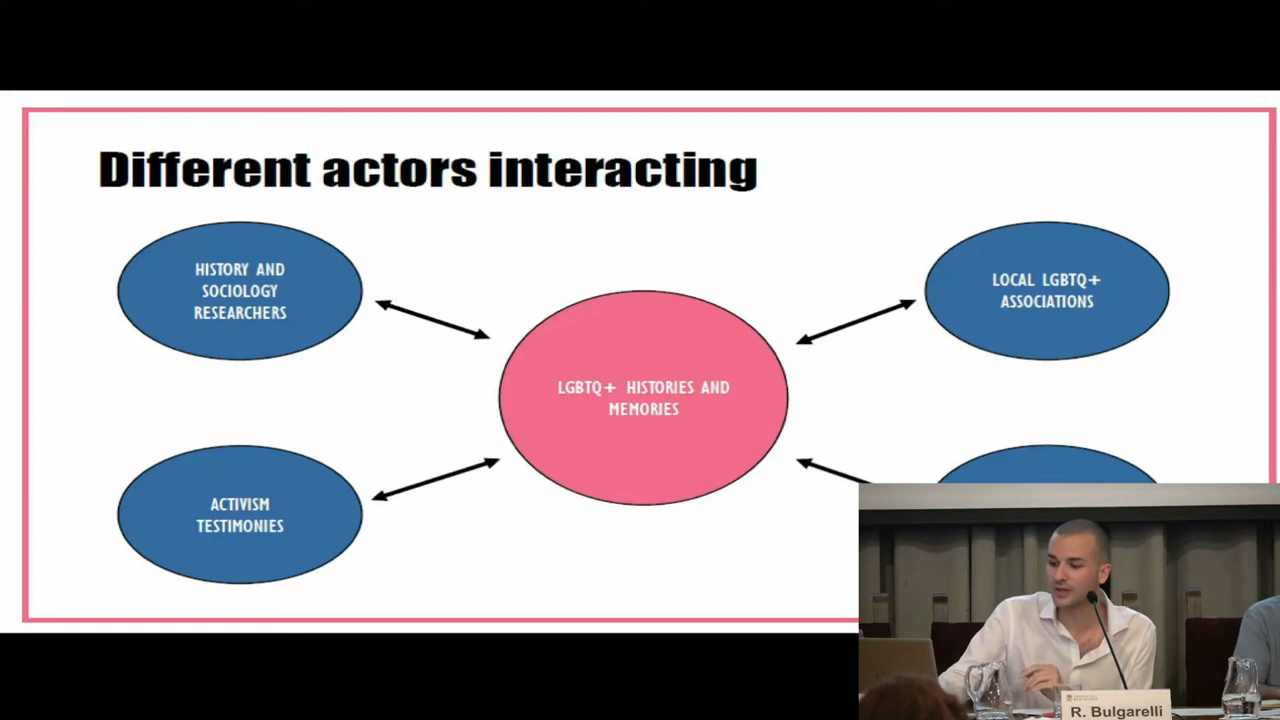 Different actors interacting
HISTORY AND
SOCIOLOGY
RESEARCHERS
LOCAL LGBTQ+
ASSOCIATIONS
LGBTQ+ HISTORIES AND
MEMORIES
ACTIVISM
TESTIMONIES
R. Bulgarelli